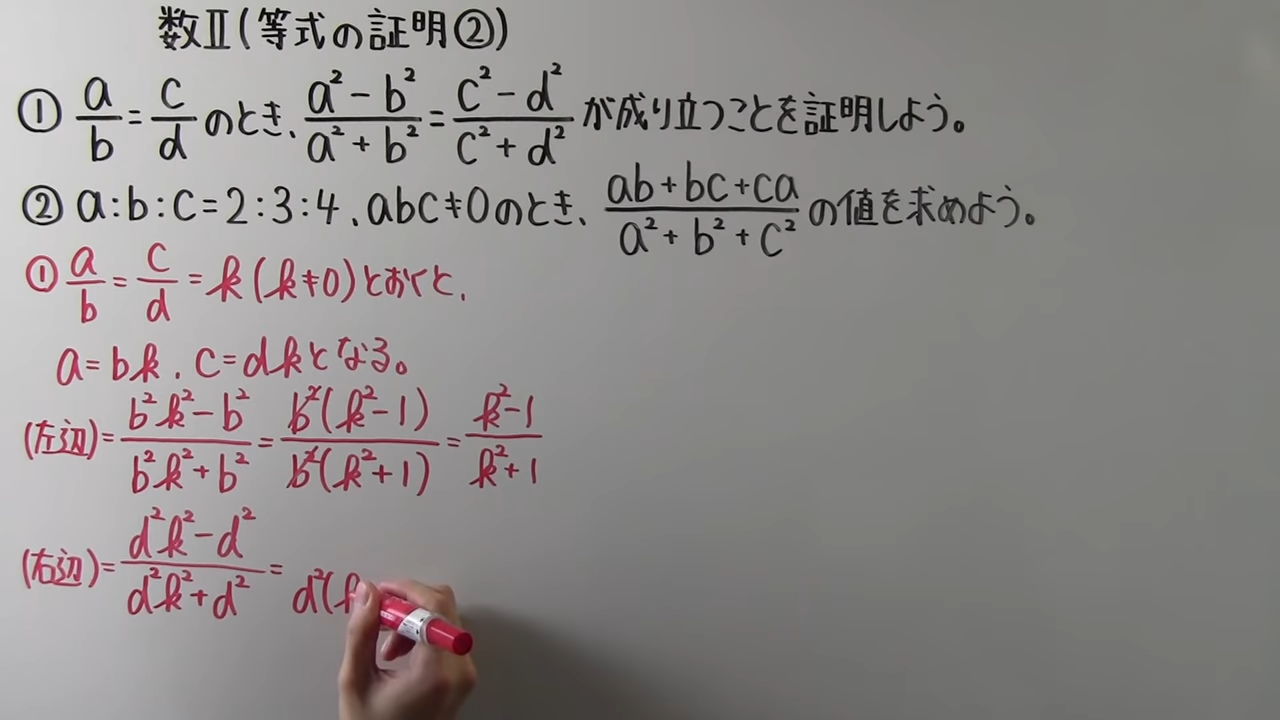 数Ⅱ(等式の証明②)
① a/b = c/d のとき、(a²-b²)/(a²+b²) = (c²-d²)/(c²+d²) が成り立つことを証明しよう。
② a:b:c=2:3:4、abc≠0のとき、(ab+bc+ca)/(a²+b²+c²) の値を求めよう。
① a/b = c/d = k (k≠0)とおくと、
a=bk、c=dkとなる。
(左辺)= (b²k²-b²)/(b²k²+b²) = b²(k²-1)/b²(k²+1) = (k²-1)/(k²+1)
(右辺)= (d²k²-d²)/(d²k²+d²) = d²(k